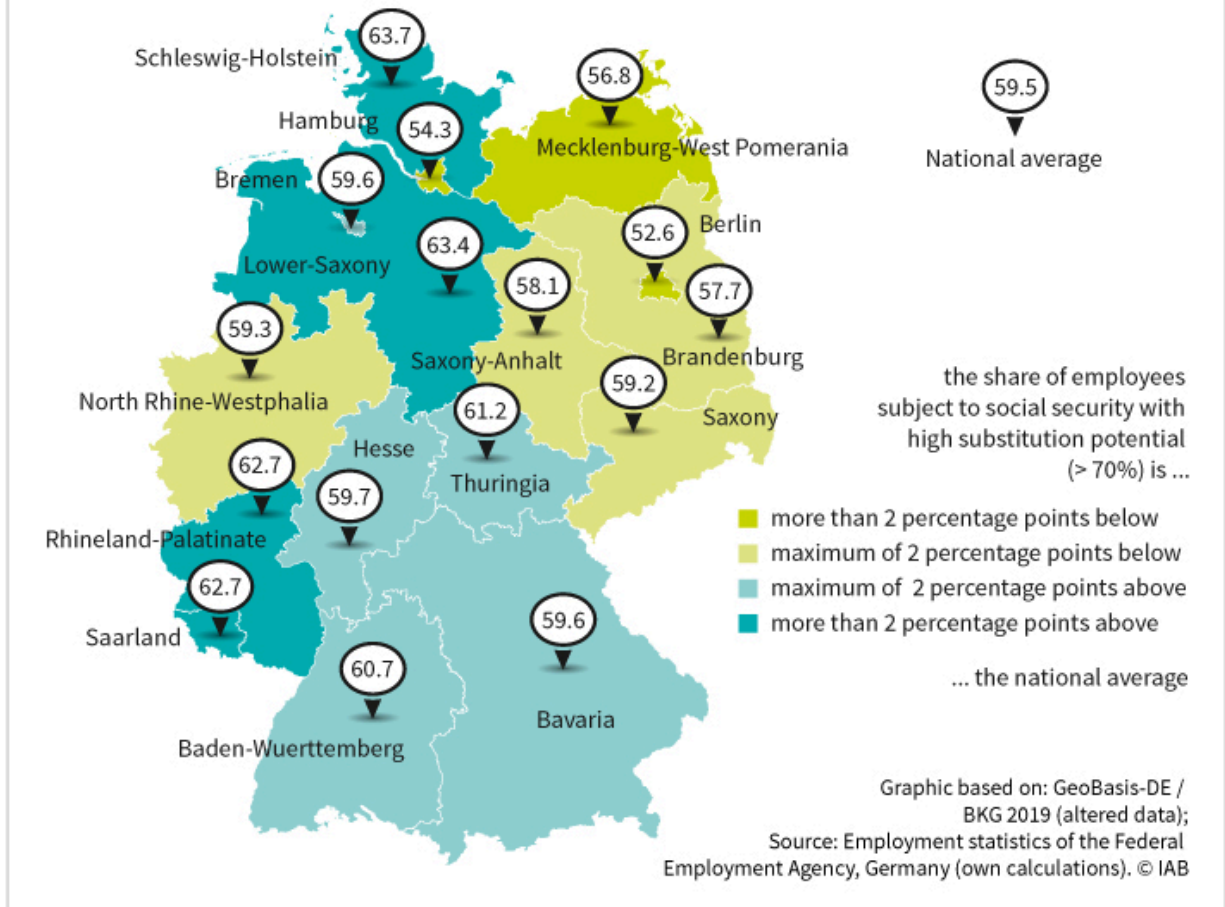 63.7
Schleswig-Holstein
56.8
59.5
Hamburg
54.3
Mecklenburg-West Pomerania
National average
Bremen
59.6
Berlin
52.6
63.4
Lower-Saxony
58.1
57.7
59.3
Saxony-Anhalt
Brandenburg
59.2
North Rhine-Westphalia
61.2
Saxony
the share of employees
subject to social security with
high substitution potential
(> 70%) is ...
Hesse
62.7
Thuringia
59.7
Rhineland-Palatinate
more than 2 percentage points below
maximum of 2 percentage points below
maximum of 2 percentage points above
more than 2 percentage points above
62.7
Saarland
59.6
60.7
... the national average
Bavaria
Baden-Wuerttemberg
Graphic based on: GeoBasis-DE /
BKG 2019 (altered data);
Source: Employment statistics of the Federal
Employment Agency, Germany (own calculations). © IAB